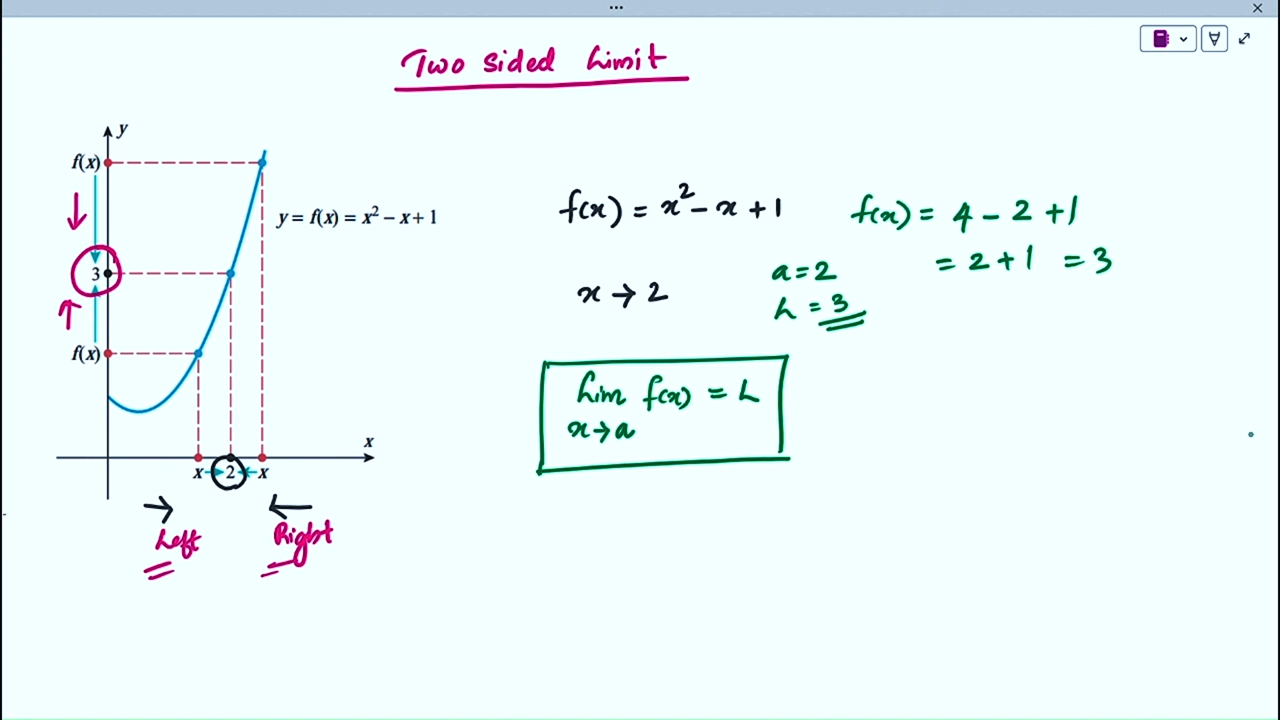 Two Sided Limit
y
f(x)
y = f(x) = x² − x + 1
3
f(x)
x
x 2 x
Left Right
f(x) = x² - x + 1
x → 2
a = 2
L = 3
f(x) = 4 - 2 + 1
= 2 + 1 = 3
Lim f(x) = L
x → a